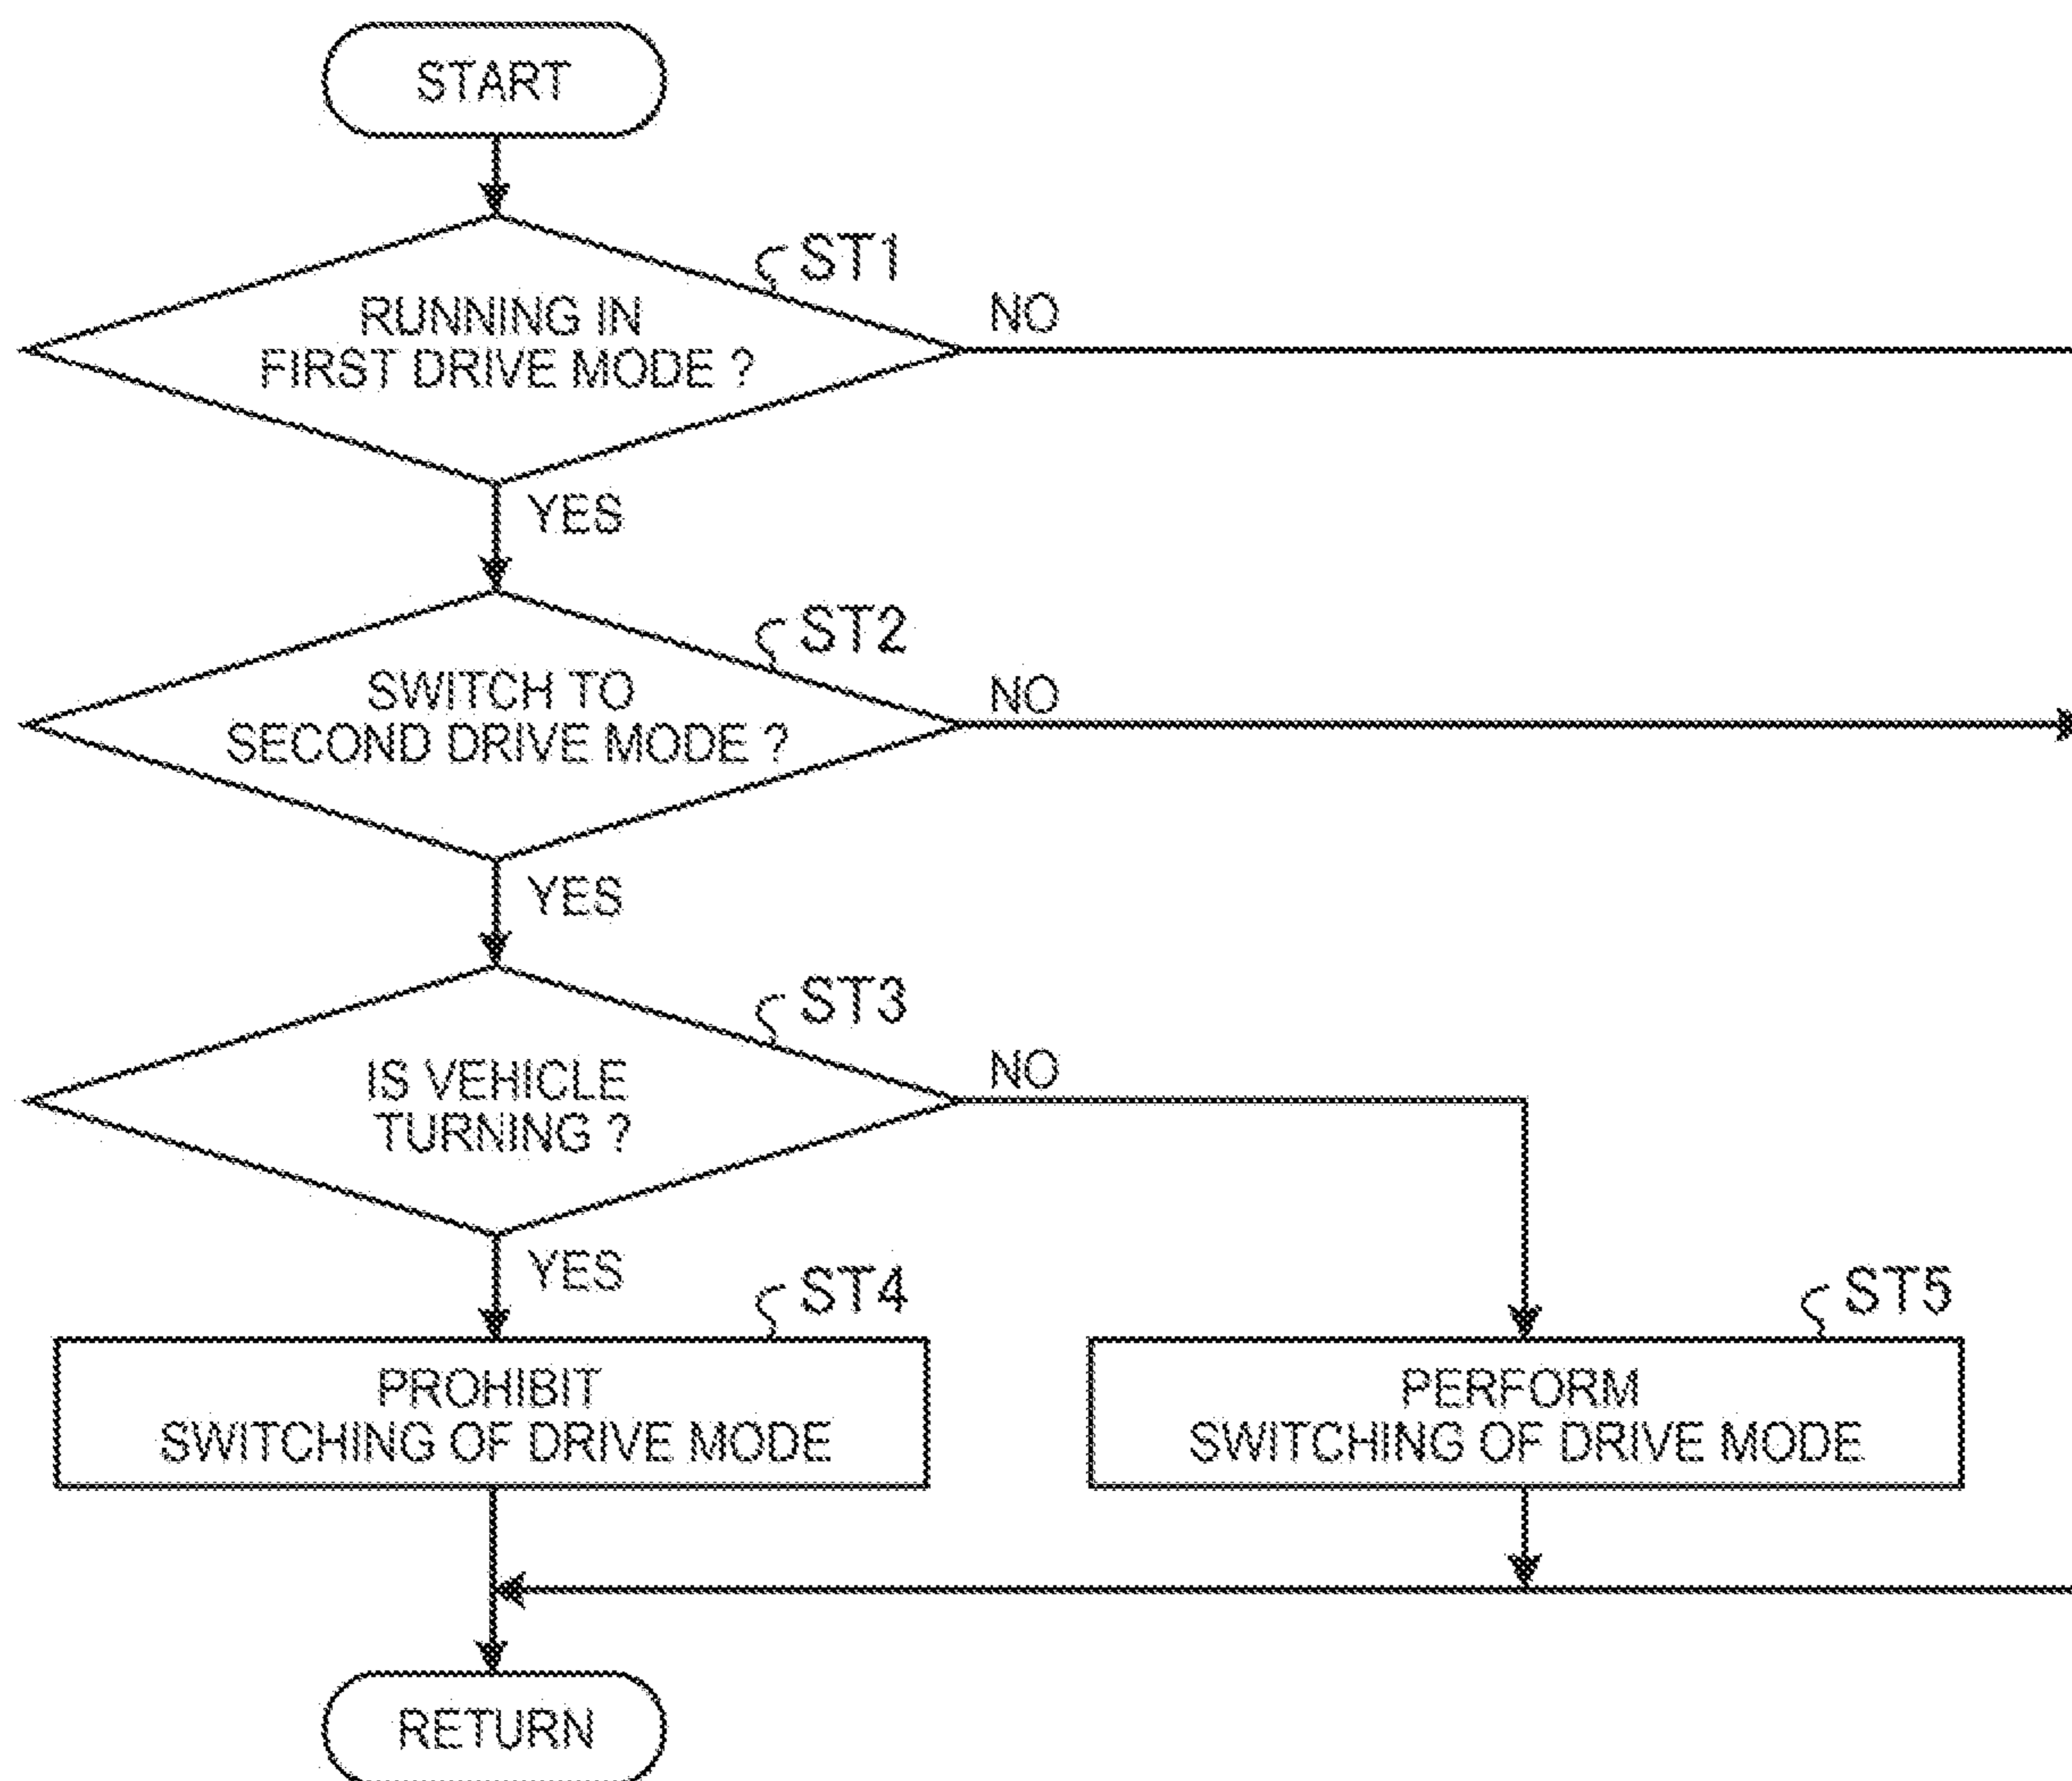 START
ST1
RUNNING IN
FIRST DRIVE MODE ?
NO
YES
ST2
SWITCH TO
SECOND DRIVE MODE ?
NO
YES
ST3
IS VEHICLE
TURNING ?
NO
YES
ST4
PROHIBIT
SWITCHING OF DRIVE MODE
ST5
PERFORM
SWITCHING OF DRIVE MODE
RETURN